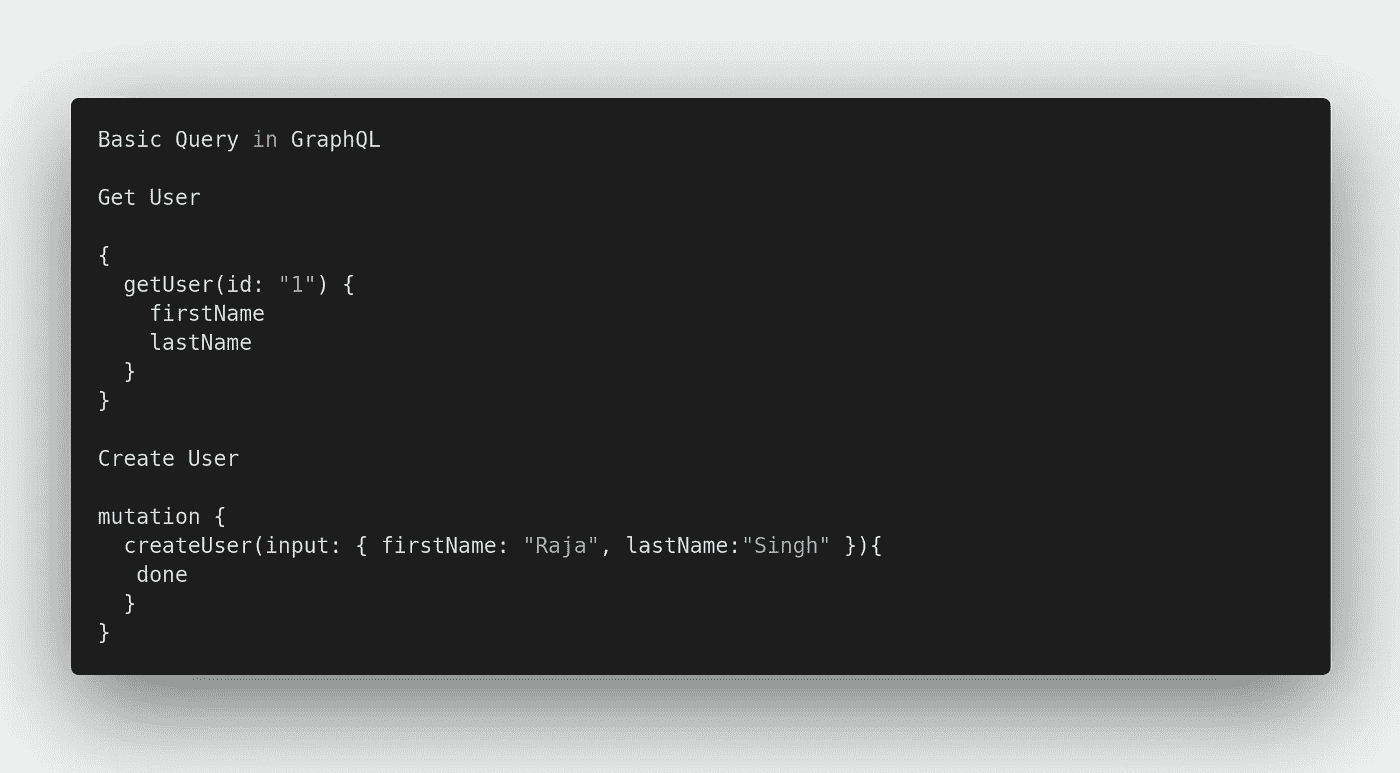 Basic Query in GraphQL

Get User

{
  getUser(id: "1") {
    firstName
    lastName
  }
}

Create User

mutation {
  createUser(input: { firstName: "Raja", lastName:"Singh" }){
   done
  }
}